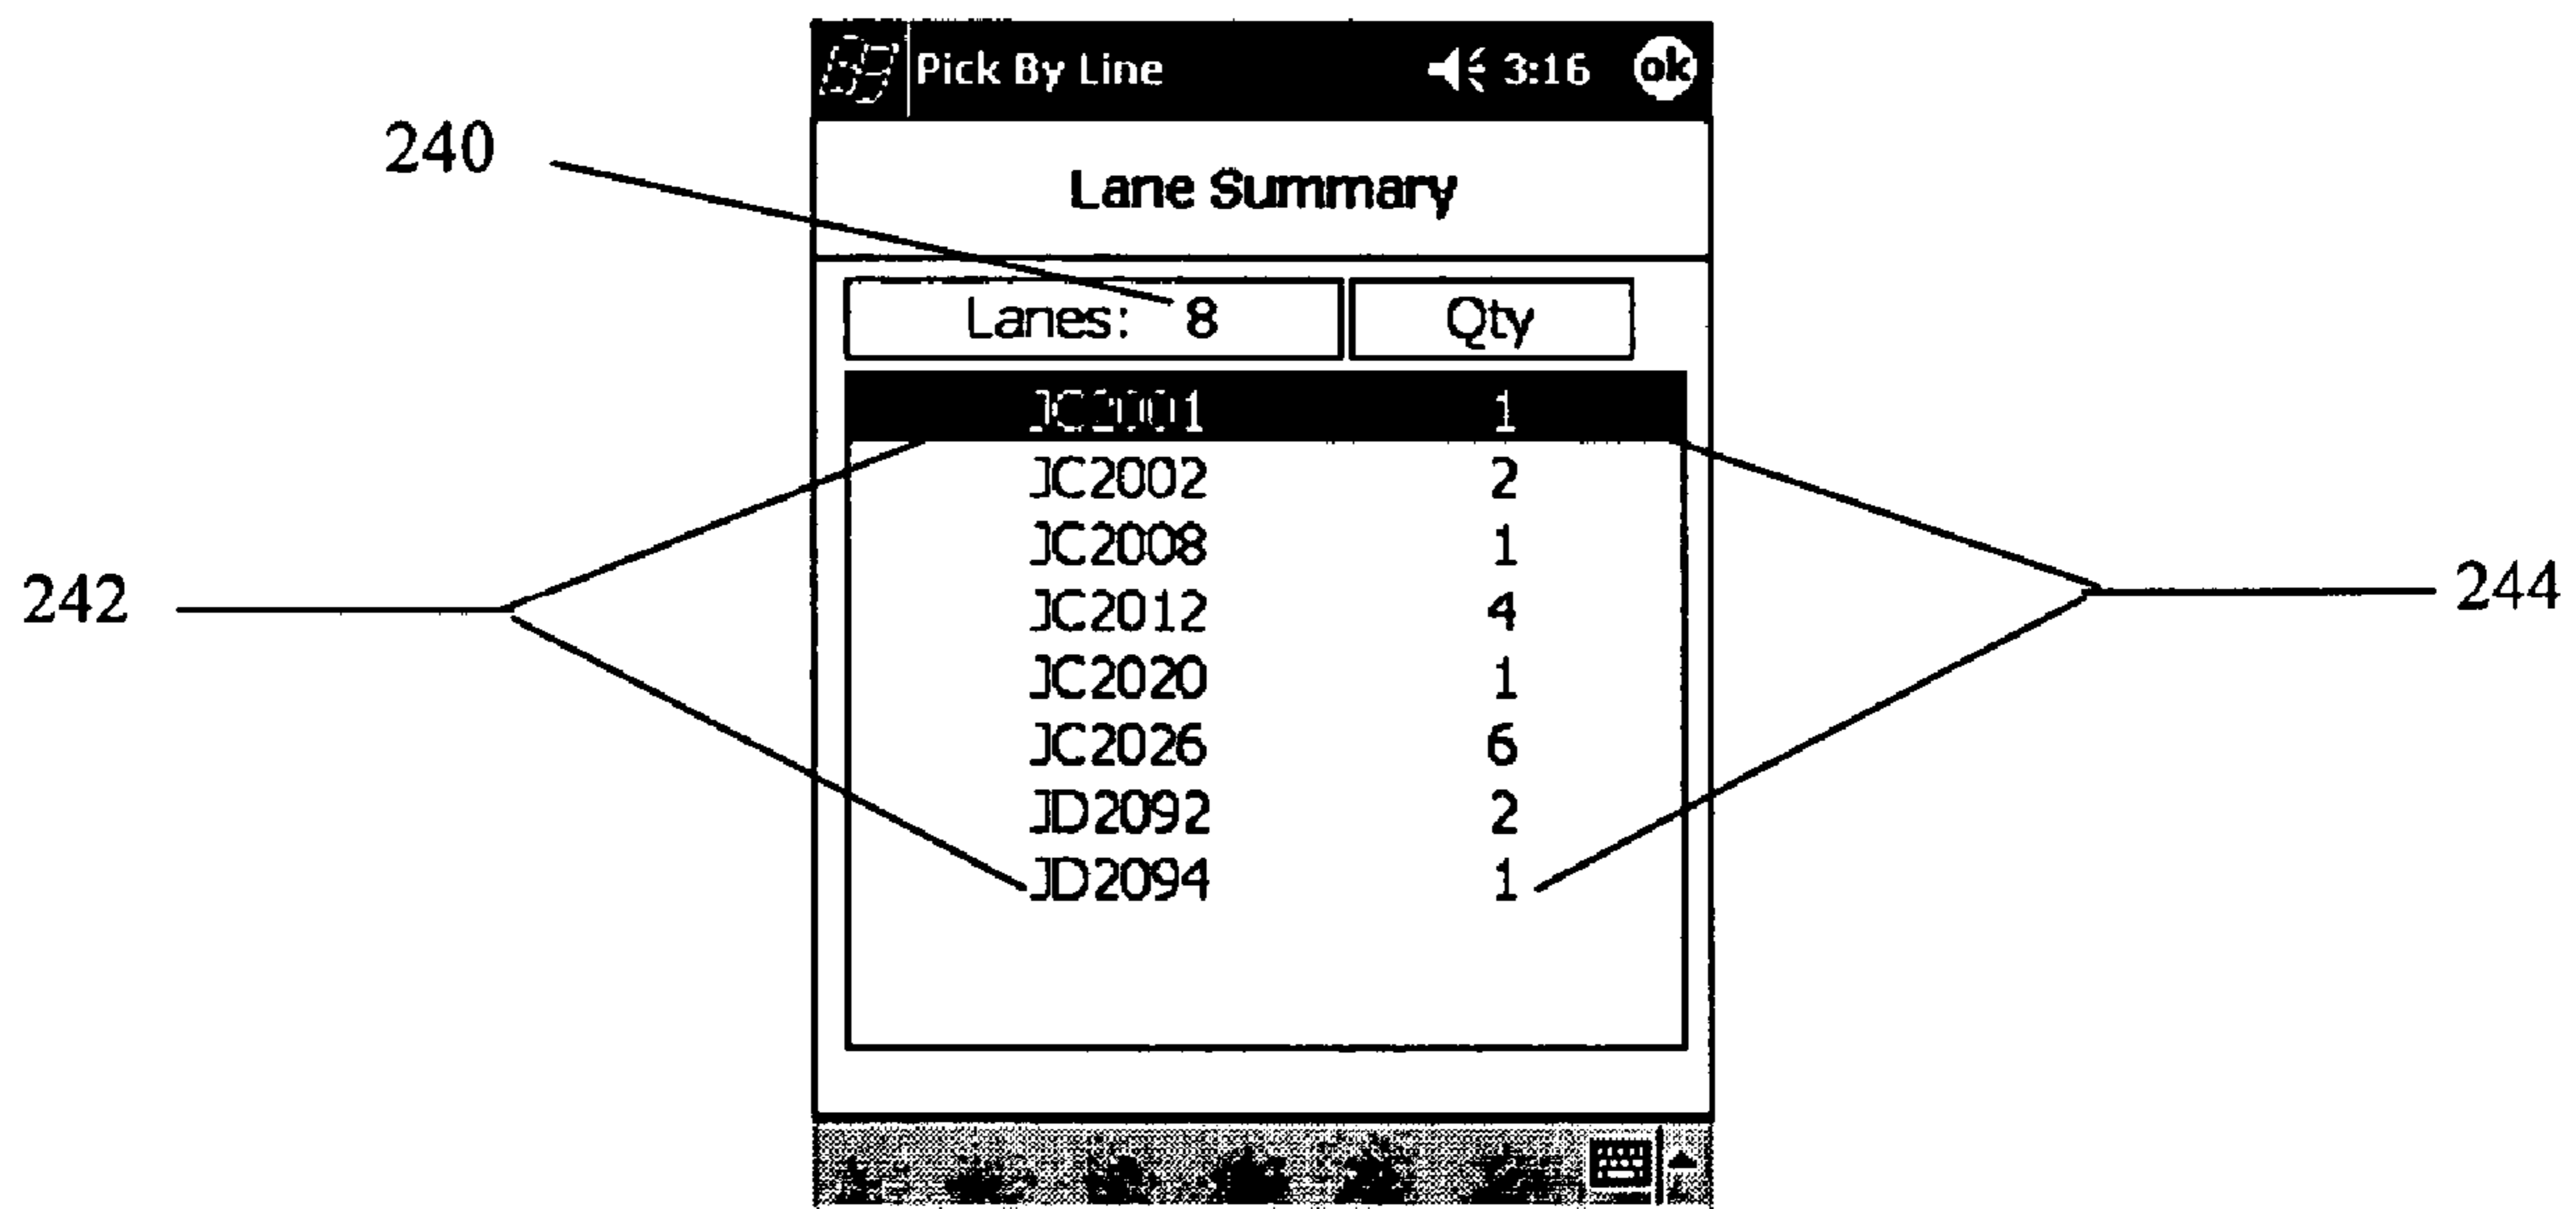 Pick By Line 3:16 ok
240
Lane Summary
Lanes: 8 Qty
JC2001 1
JC2002 2
JC2008 1
242 244
JC2012 4
JC2020 1
JC2026 6
JD2092 2
JD2094 1